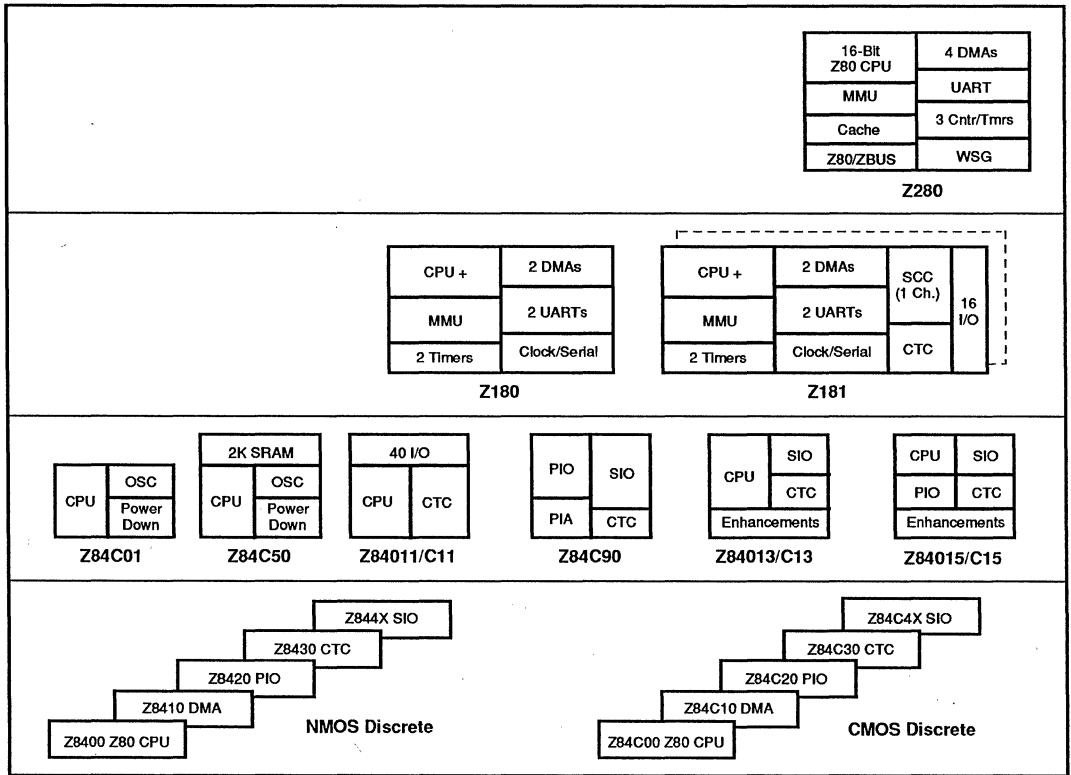 16-Bit
Z80 CPU
4 DMAs
MMU
UART
Cache
3 Cntr/Tmrs
Z80/ZBUS
WSG
Z280
CPU +
2 DMAs
MMU
2 UARTs
2 Timers
Clock/Serial
Z180
CPU +
2 DMAs
SCC
(1 Ch.)
16
I/O
MMU
2 UARTs
2 Timers
Clock/Serial
CTC
Z181
CPU
OSC
Power
Down
Z84C01
2K SRAM
CPU
OSC
Power
Down
Z84C50
40 I/O
CPU
CTC
Z84011/C11
PIO
SIO
PIA
CTC
Z84C90
CPU
SIO
CTC
Enhancements
Z84013/C13
CPU
SIO
PIO
CTC
Enhancements
Z84015/C15
Z844X SIO
Z8430 CTC
Z8420 PIO
Z8410 DMA
Z8400 Z80 CPU
NMOS Discrete
Z84C4X SIO
Z84C30 CTC
Z84C20 PIO
Z84C10 DMA
Z84C00 Z80 CPU
CMOS Discrete